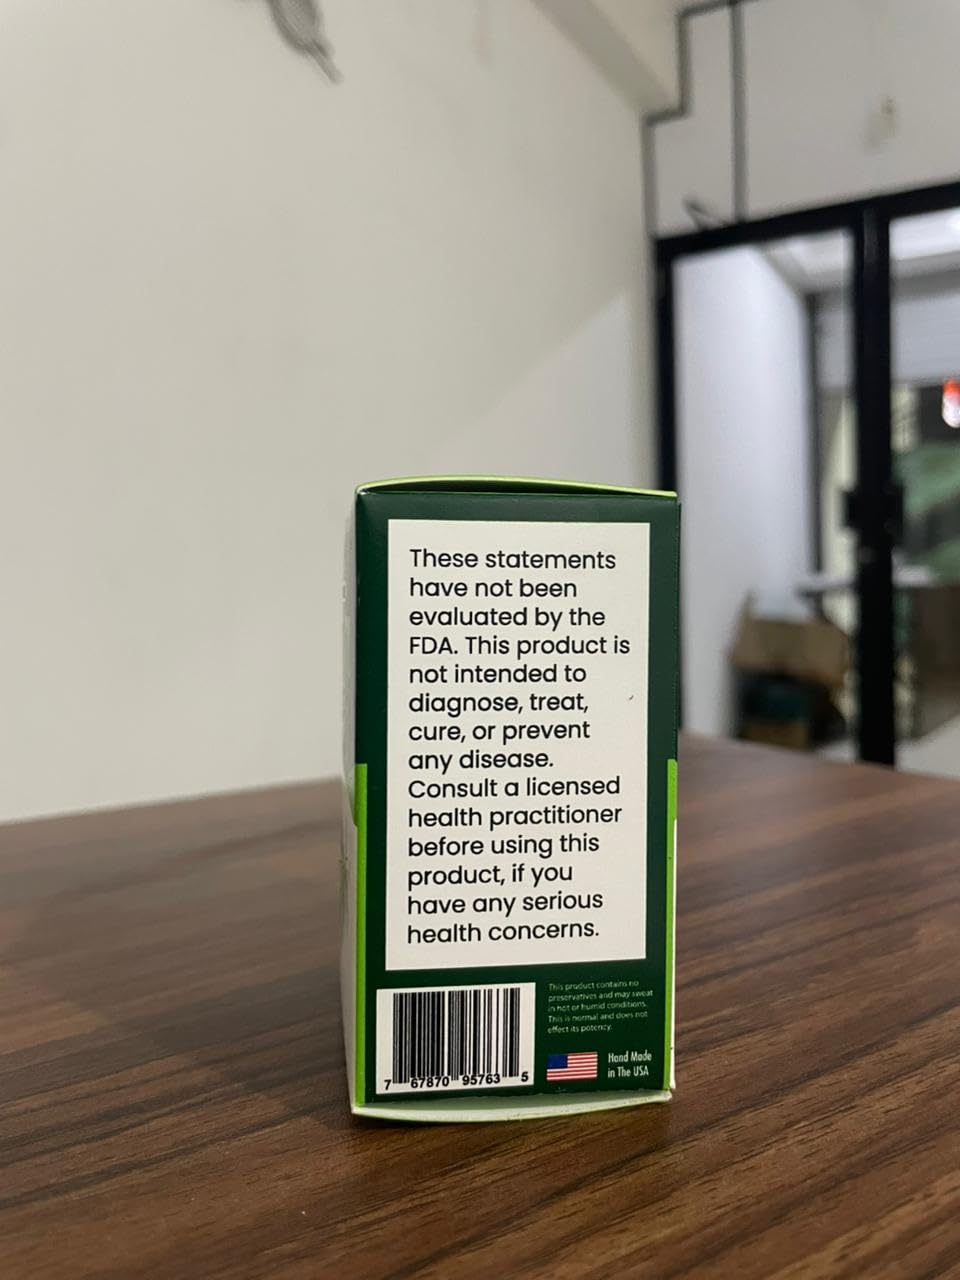 These statements
have not been
evaluated by the
FDA. This product is
not intended to
diagnose, treat,
cure, or prevent
any disease.
Consult a licensed
health practitioner
before using this
product, if you
have any serious
health concerns.
This product contains no
preservatives and may sweat
in hot or humid conditions.
This is normal and does not
effect its potency.
7 67870 95763 5
Hand Made
in The USA